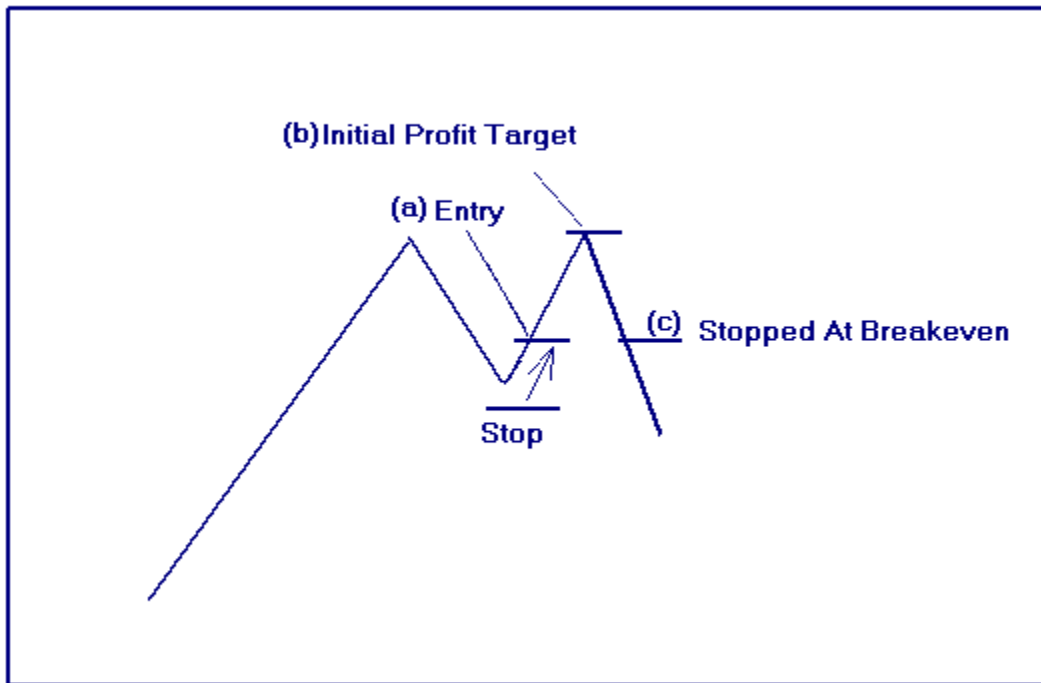 (b)Initial Profit Target
(a) Entry
(c) Stopped At Breakeven
Stop